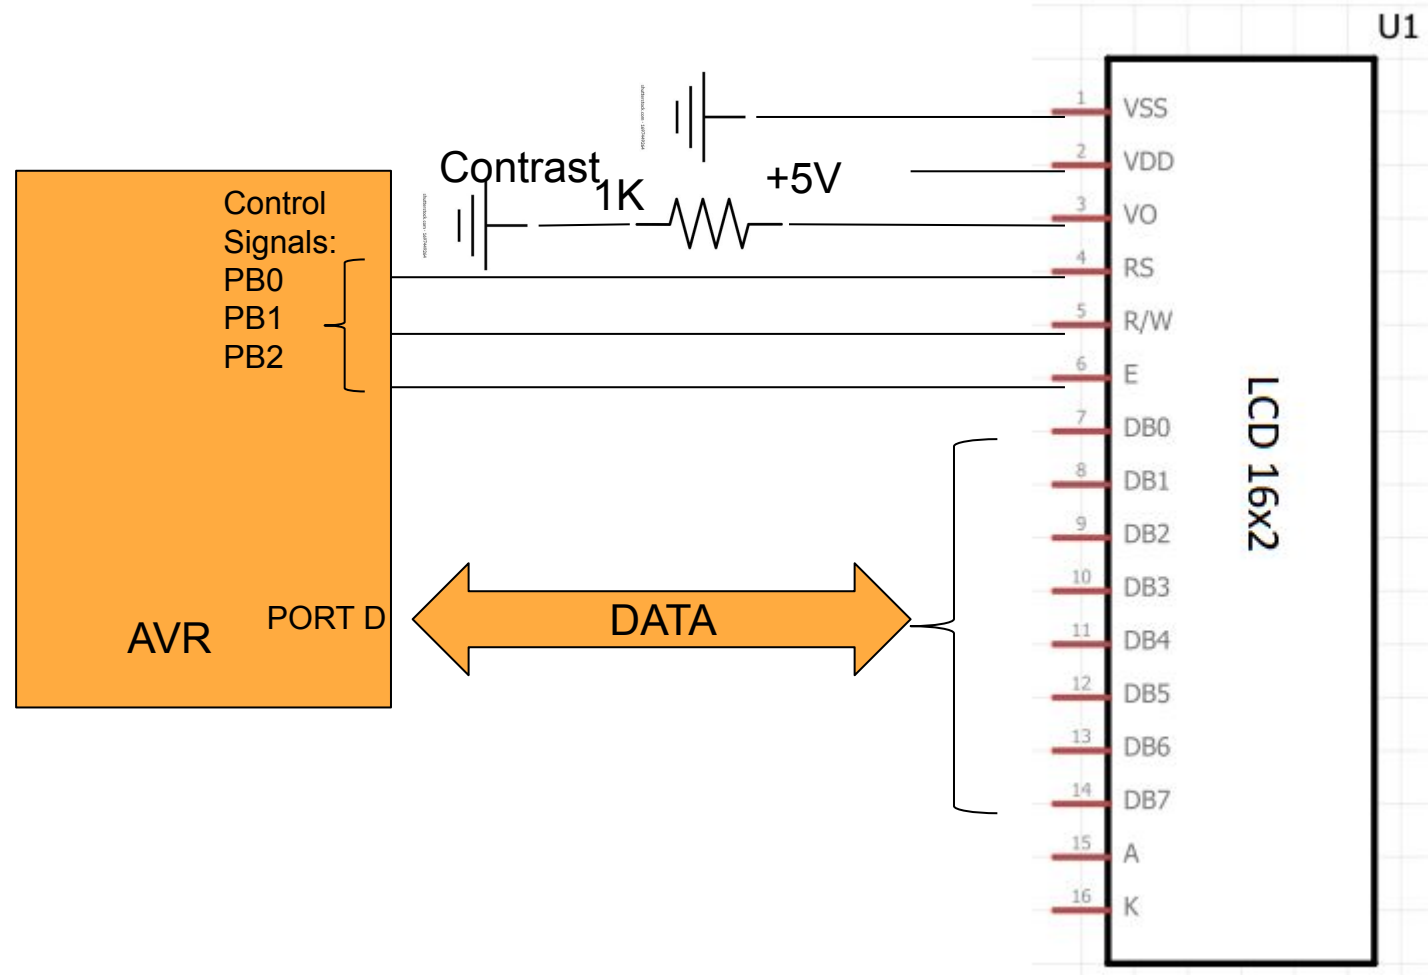 U1
1 VSS
2 VDD
3 VO
4 RS
5 R/W
6 E
7 DB0
8 DB1
9 DB2
10 DB3
11 DB4
12 DB5
13 DB6
14 DB7
15 A
16 K
LCD 16x2
Contrast
1K
+5V
Control
Signals:
PB0
PB1
PB2
PORT D
AVR
DATA